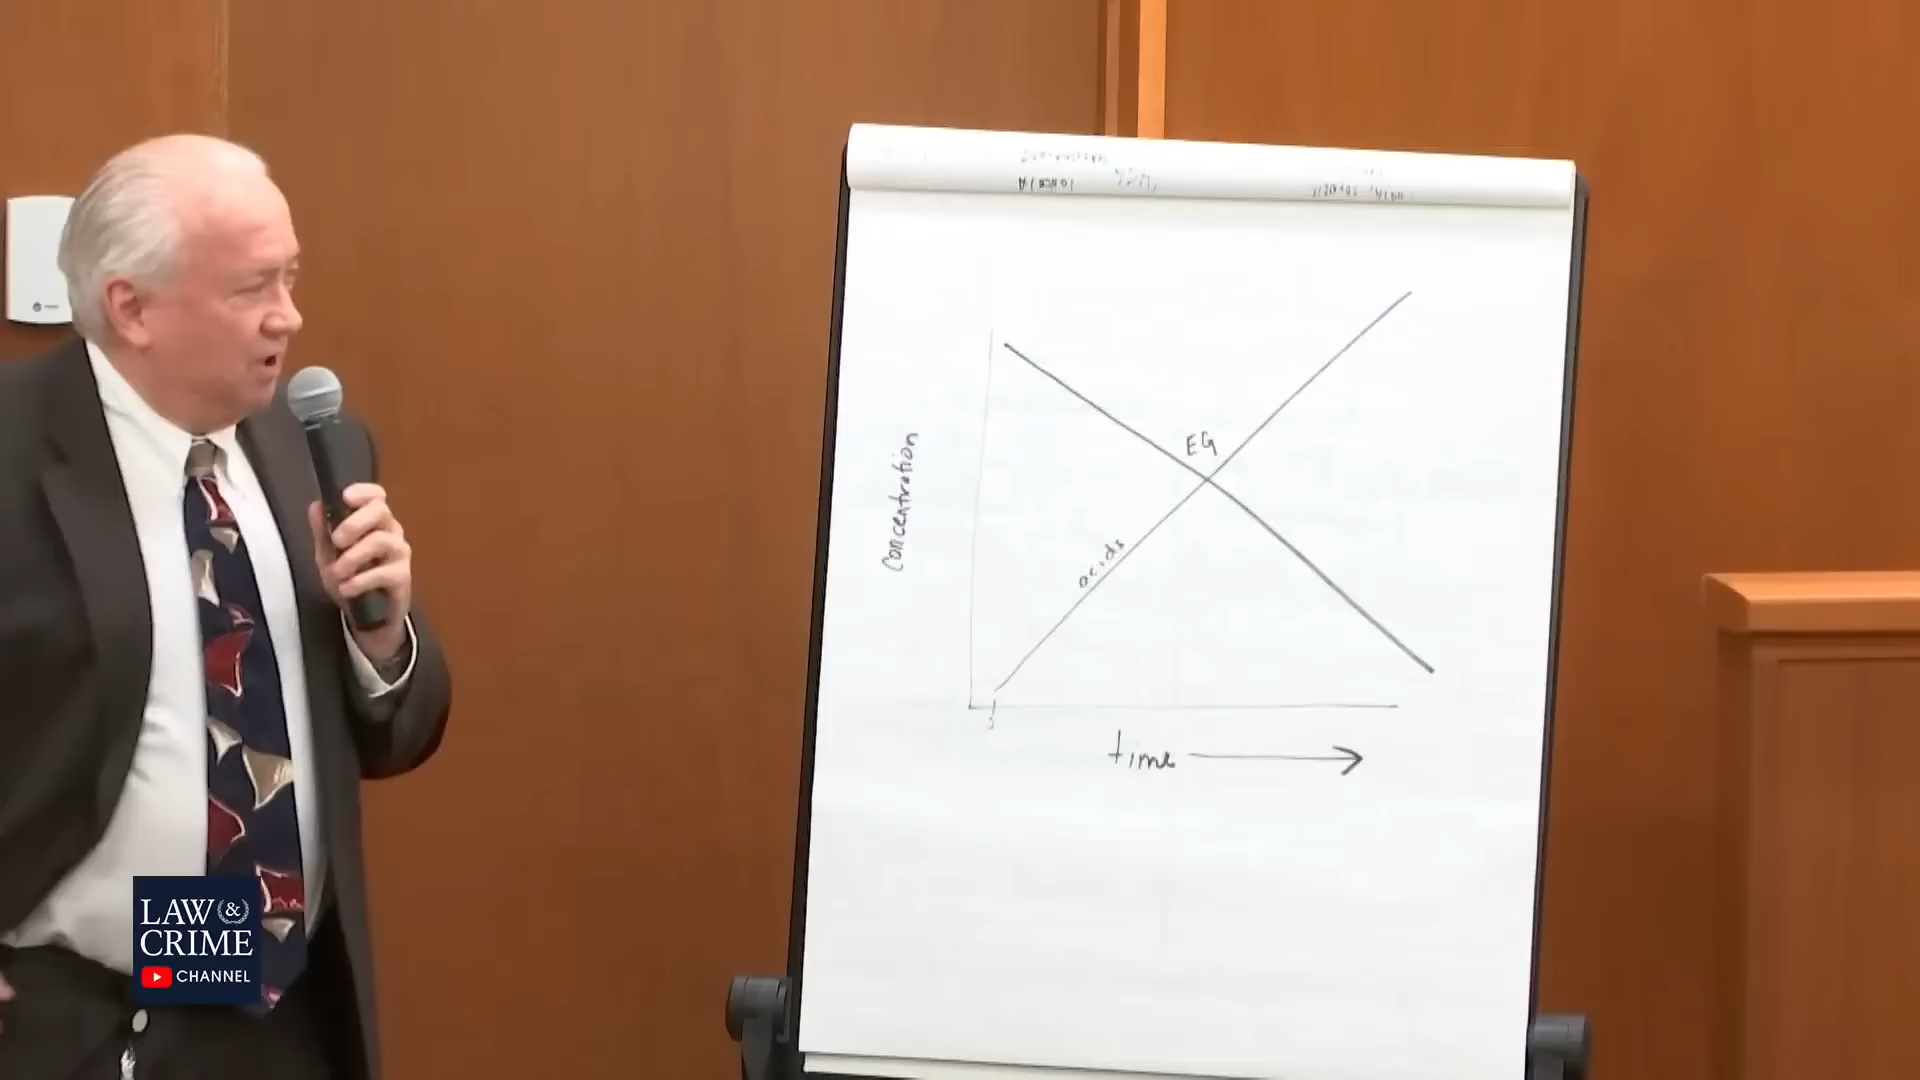 Concentration
EG
acids
time
LAW &
CRIME
CHANNEL